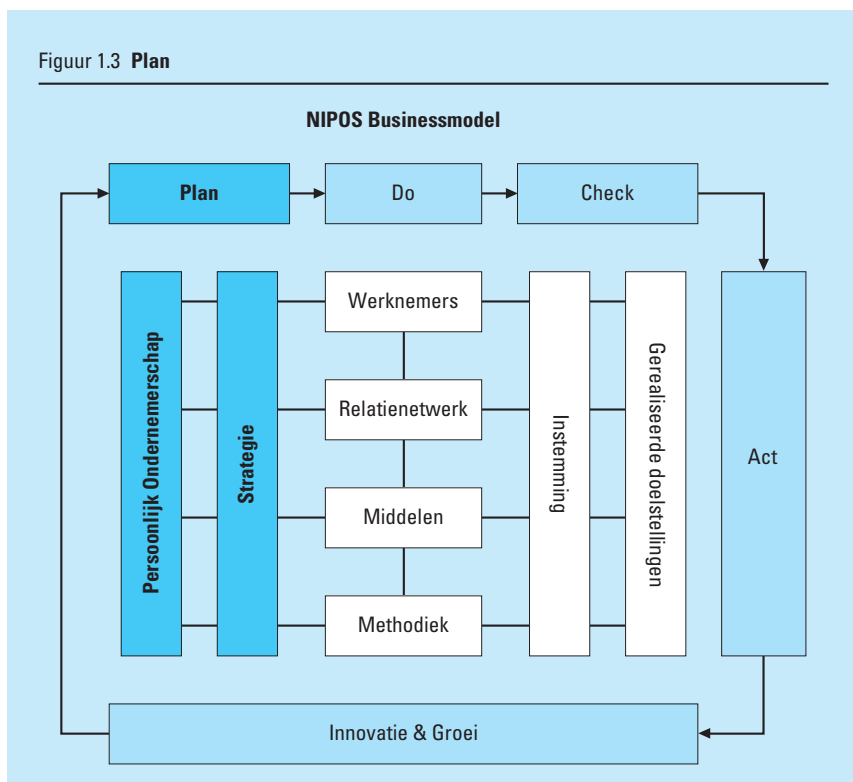 Figuur 1.3 Plan
NIPOS Businessmodel
Plan
Do
Check
Persoonlijk Ondernemerschap
Strategie
Werknemers
Relatienetwerk
Middelen
Methodiek
Instemming
Gerealiseerde doelstellingen
Act
Innovatie & Groei